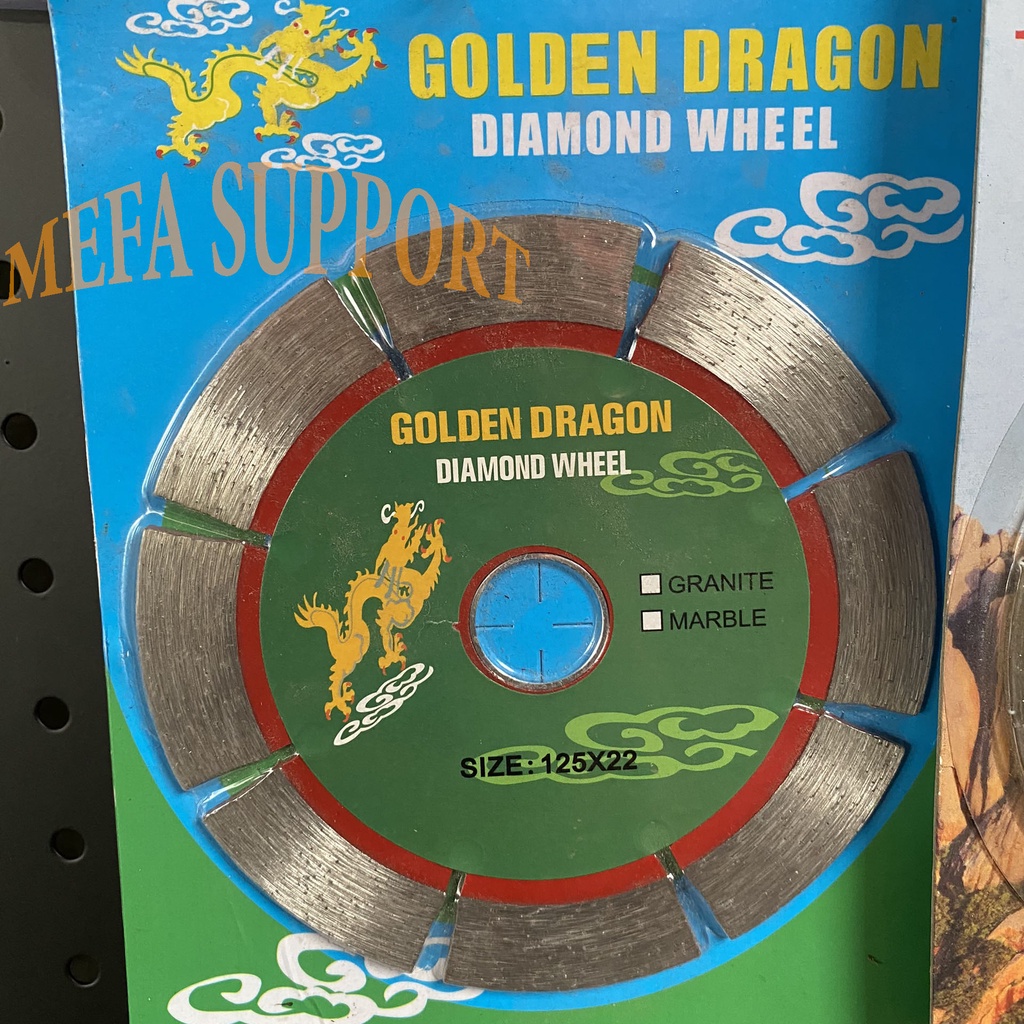 GOLDEN DRAGON
DIAMOND WHEEL
MEFA SUPPORT
GOLDEN DRAGON
DIAMOND WHEEL
GRANITE
MARBLE
SIZE: 125X22